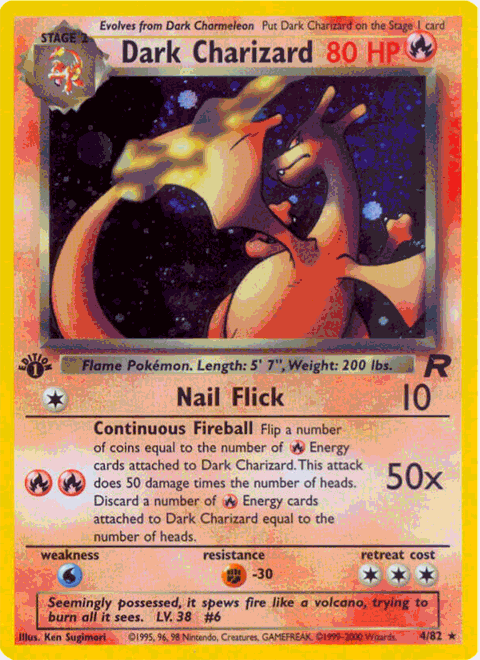 Evolves from Dark Charmeleon Put Dark Charizard on the Stage 1 card
STAGE 2
Dark Charizard 80 HP
EDITION
1
Flame Pokémon. Length: 5' 7", Weight: 200 lbs.
R
Nail Flick 10
Continuous Fireball Flip a number
of coins equal to the number of Energy
cards attached to Dark Charizard. This attack
does 50 damage times the number of heads.
Discard a number of Energy cards
attached to Dark Charizard equal to the
number of heads.
50x
weakness resistance retreat cost
-30
Seemingly possessed, it spews fire like a volcano, trying to
burn all it sees. LV. 38 #6
Illus. Ken Sugimori ©1995, 96, 98 Nintendo, Creatures, GAMEFREAK. ©1999-2000 Wizards. 4/82 ★